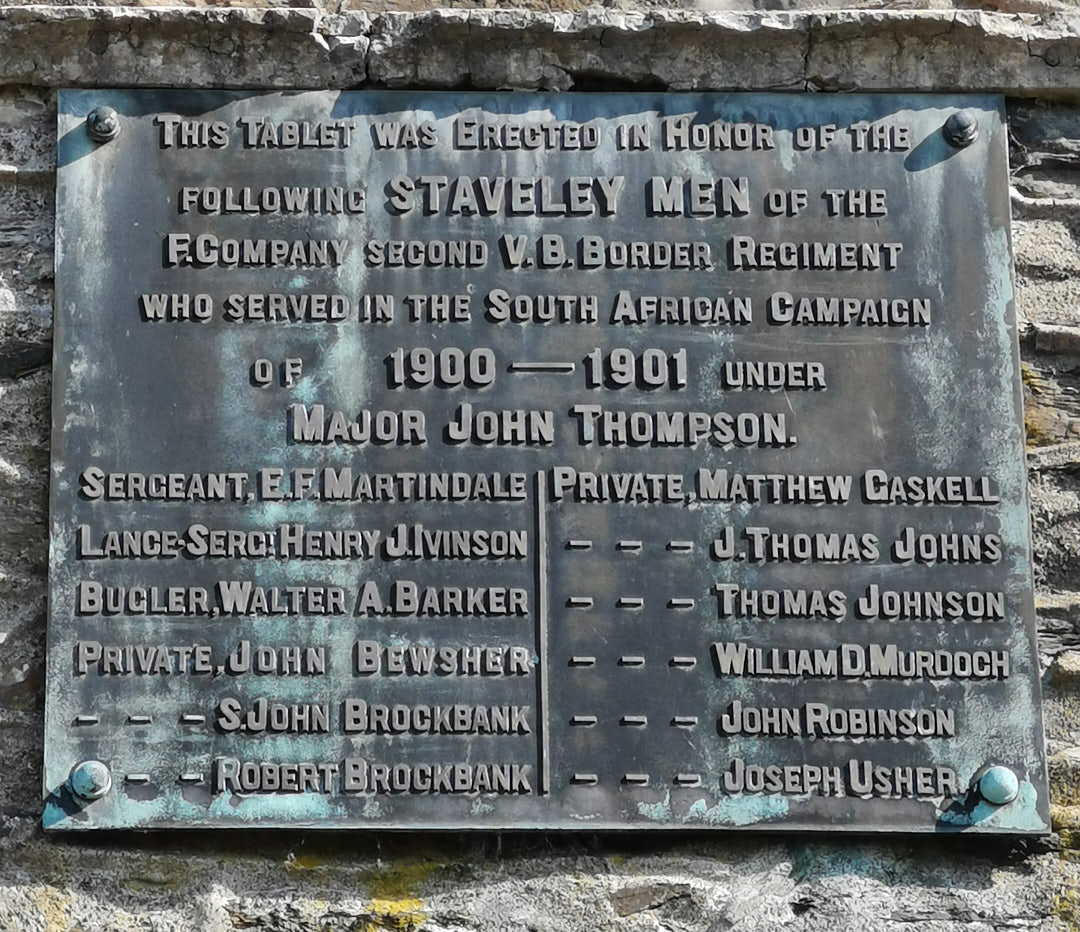 This Tablet was Erected in Honor of the
following STAVELEY MEN of the
F. Company second V.B. Border Regiment
who served in the South African Campaign
of 1900 — 1901 under
Major John Thompson.
Sergeant, E.F. Martindale
Lance-Sergt Henry J. Ivinson
Bugler, Walter A. Barker
Private, John Bewsher
– – – S. John Brockbank
– – – Robert Brockbank
Private, Matthew Gaskell
– – – J. Thomas Johns
– – – Thomas Johnson
– – – William D. Murdoch
– – – John Robinson
– – – Joseph Usher.